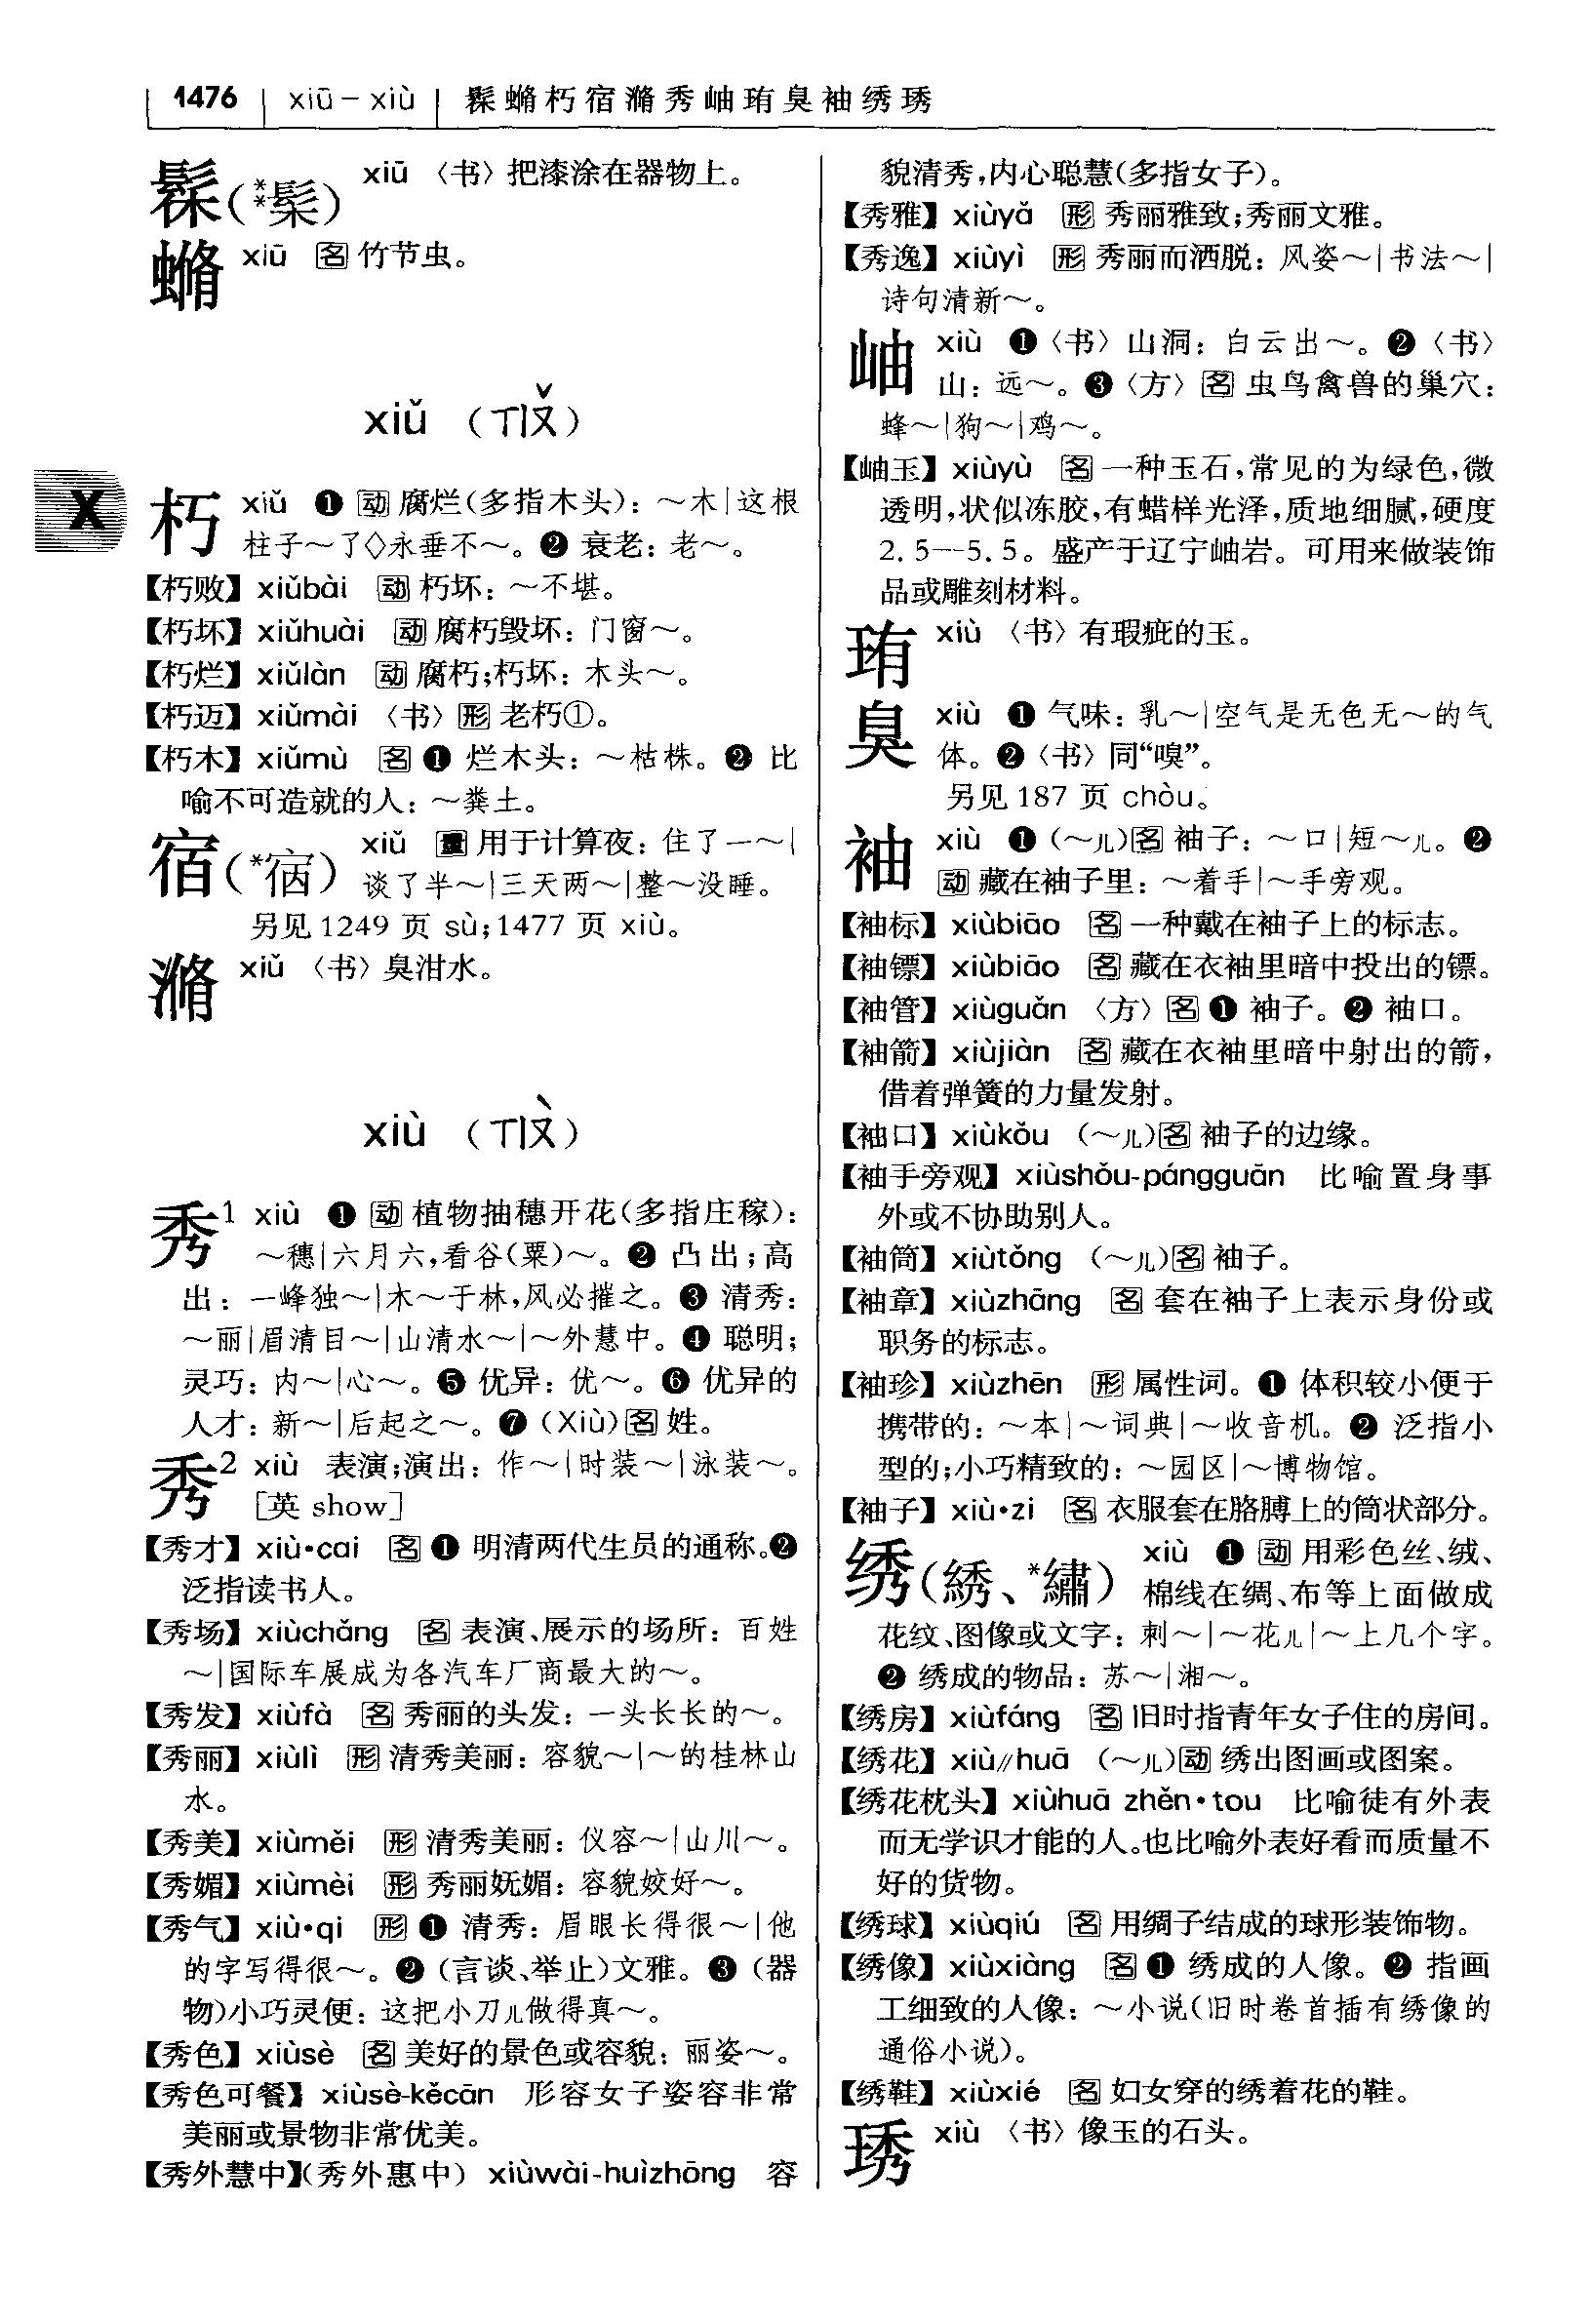 1476 xiū－xiù 髹蟰朽宿滫秀岫珛臭袖绣琇
髹(**髤) xiū 〈书〉把漆涂在器物上。
xiū 名 竹节虫。
xiǔ （ㄒㄧㄡˇ）
X
朽 xiǔ ❶ 动 腐烂(多指木头)：～木|这根
柱子～了◇永垂不～。❷ 衰老：老～。
【朽败】xiǔbài 动 朽坏：～不堪。
【朽坏】xiǔhuài 动 腐朽毁坏：门窗～。
【朽烂】xiǔlàn 动 腐朽;朽坏：木头～。
【朽迈】xiǔmài 〈书〉形 老朽①。
【朽木】xiǔmù 名 ❶ 烂木头：～枯株。❷ 比
喻不可造就的人：～粪土。
宿(*㝛) xiǔ 量 用于计算夜：住了一～|
谈了半～|三天两～|整～没睡。
另见1249 页 sù;1477 页 xiù。
滫 xiǔ 〈书〉臭泔水。
xiù （ㄒㄧㄡˋ）
秀1 xiù ❶ 动 植物抽穗开花(多指庄稼)：
～穗|六月六,看谷(粟)～。❷ 凸出;高
出：一峰独～|木～于林,风必摧之。❸ 清秀：
～丽|眉清目～|山清水～|～外慧中。❹ 聪明;
灵巧：内～|心～。❺ 优异：优～。❻ 优异的
人才：新～|后起之～。❼ (Xiù)名 姓。
秀2 xiù 表演;演出：作～|时装～|泳装～。
[英 show]
【秀才】xiù•cai 名 ❶ 明清两代生员的通称。❷
泛指读书人。
【秀场】xiùchǎng 名 表演、展示的场所：百姓
～|国际车展成为各汽车厂商最大的～。
【秀发】xiùfà 名 秀丽的头发：一头长长的～。
【秀丽】xiùlì 形 清秀美丽：容貌～|～的桂林山
水。
【秀美】xiùměi 形 清秀美丽：仪容～|山川～。
【秀媚】xiùmèi 形 秀丽妩媚：容貌姣好～。
【秀气】xiù•qi 形 ❶ 清秀：眉眼长得很～|他
的字写得很～。❷ (言谈、举止)文雅。❸ (器
物)小巧灵便：这把小刀儿做得真～。
【秀色】xiùsè 名 美好的景色或容貌：丽姿～。
【秀色可餐】xiùsè-kěcān 形容女子姿容非常
美丽或景物非常优美。
【秀外慧中】(秀外惠中) xiùwài-huìzhōng 容
貌清秀,内心聪慧(多指女子)。
【秀雅】xiùyǎ 形 秀丽雅致;秀丽文雅。
【秀逸】xiùyì 形 秀丽而洒脱：风姿～|书法～|
诗句清新～。
岫 xiù ❶〈书〉山洞：白云出～。❷〈书〉
山：远～。❸〈方〉名 虫鸟禽兽的巢穴：
蜂～|狗～|鸡～。
【岫玉】xiùyù 名 一种玉石,常见的为绿色,微
透明,状似冻胶,有蜡样光泽,质地细腻,硬度
2.5—5.5。盛产于辽宁岫岩。可用来做装饰
品或雕刻材料。
珛 xiù 〈书〉有瑕疵的玉。
臭 xiù ❶ 气味：乳～|空气是无色无～的气
体。❷〈书〉同“嗅”。
另见 187 页 chòu。
袖 xiù ❶ (～儿)名 袖子：～口|短～儿。❷
动 藏在袖子里：～着手|～手旁观。
【袖标】xiùbiāo 名 一种戴在袖子上的标志。
【袖镖】xiùbiāo 名 藏在衣袖里暗中投出的镖。
【袖管】xiùguǎn 〈方〉名 ❶ 袖子。❷ 袖口。
【袖箭】xiùjiàn 名 藏在衣袖里暗中射出的箭,
借着弹簧的力量发射。
【袖口】xiùkǒu (～儿)名 袖子的边缘。
【袖手旁观】xiùshǒu-pángguān 比喻置身事
外或不协助别人。
【袖筒】xiùtǒng (～儿)名 袖子。
【袖章】xiùzhāng 名 套在袖子上表示身份或
职务的标志。
【袖珍】xiùzhēn 形 属性词。❶ 体积较小便于
携带的：～本|～词典|～收音机。❷ 泛指小
型的;小巧精致的：～园区|～博物馆。
【袖子】xiù•zi 名 衣服套在胳膊上的筒状部分。
绣(綉、*繡) xiù ❶ 动 用彩色丝、绒、
棉线在绸、布等上面做成
花纹、图像或文字：刺～|～花儿|～上几个字。
❷ 绣成的物品：苏～|湘～。
【绣房】xiùfáng 名 旧时指青年女子住的房间。
【绣花】xiù//huā (～儿)动 绣出图画或图案。
【绣花枕头】xiùhuā zhěn•tou 比喻徒有外表
而无学识才能的人。也比喻外表好看而质量不
好的货物。
【绣球】xiùqiú 名 用绸子结成的球形装饰物。
【绣像】xiùxiàng 名 ❶ 绣成的人像。❷ 指画
工细致的人像：～小说(旧时卷首插有绣像的
通俗小说)。
【绣鞋】xiùxié 名 妇女穿的绣着花的鞋。
琇 xiù 〈书〉像玉的石头。